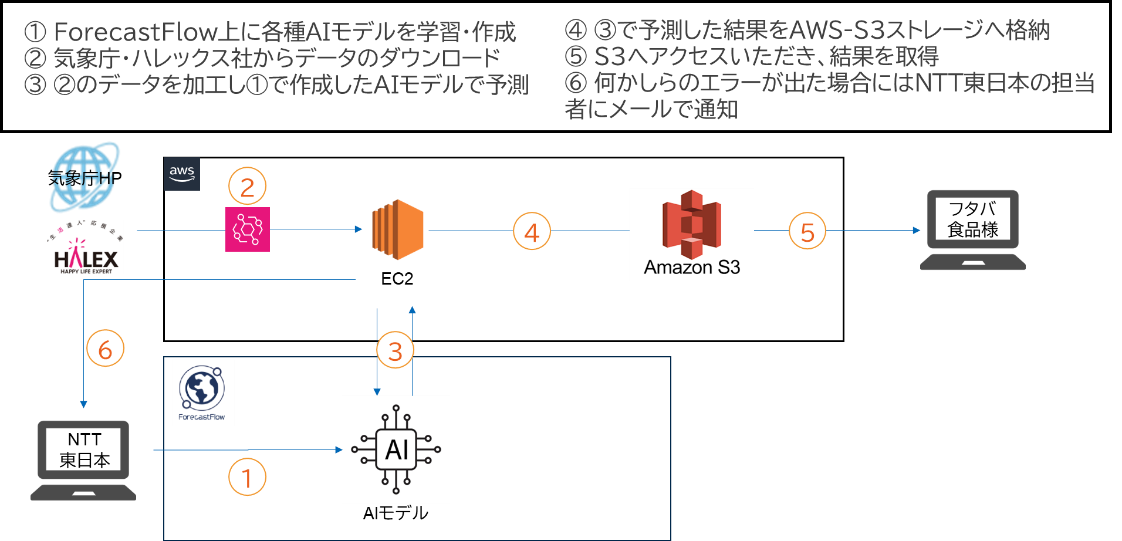 ① ForecastFlow上に各種AIモデルを学習・作成
② 気象庁・ハレックス社からデータのダウンロード
③ ②のデータを加工し①で作成したAIモデルで予測
④ ③で予測した結果をAWS-S3ストレージへ格納
⑤ S3へアクセスいただき、結果を取得
⑥ 何かしらのエラーが出た場合にはNTT東日本の担当
者にメールで通知
気象庁HP
aws
②
"生活達人"応援企業
HALEX
HAPPY LIFE EXPERT
EC2
④
Amazon S3
⑤
フタバ
食品様
⑥
③
ForecastFlow
NTT
東日本
①
AI
AIモデル